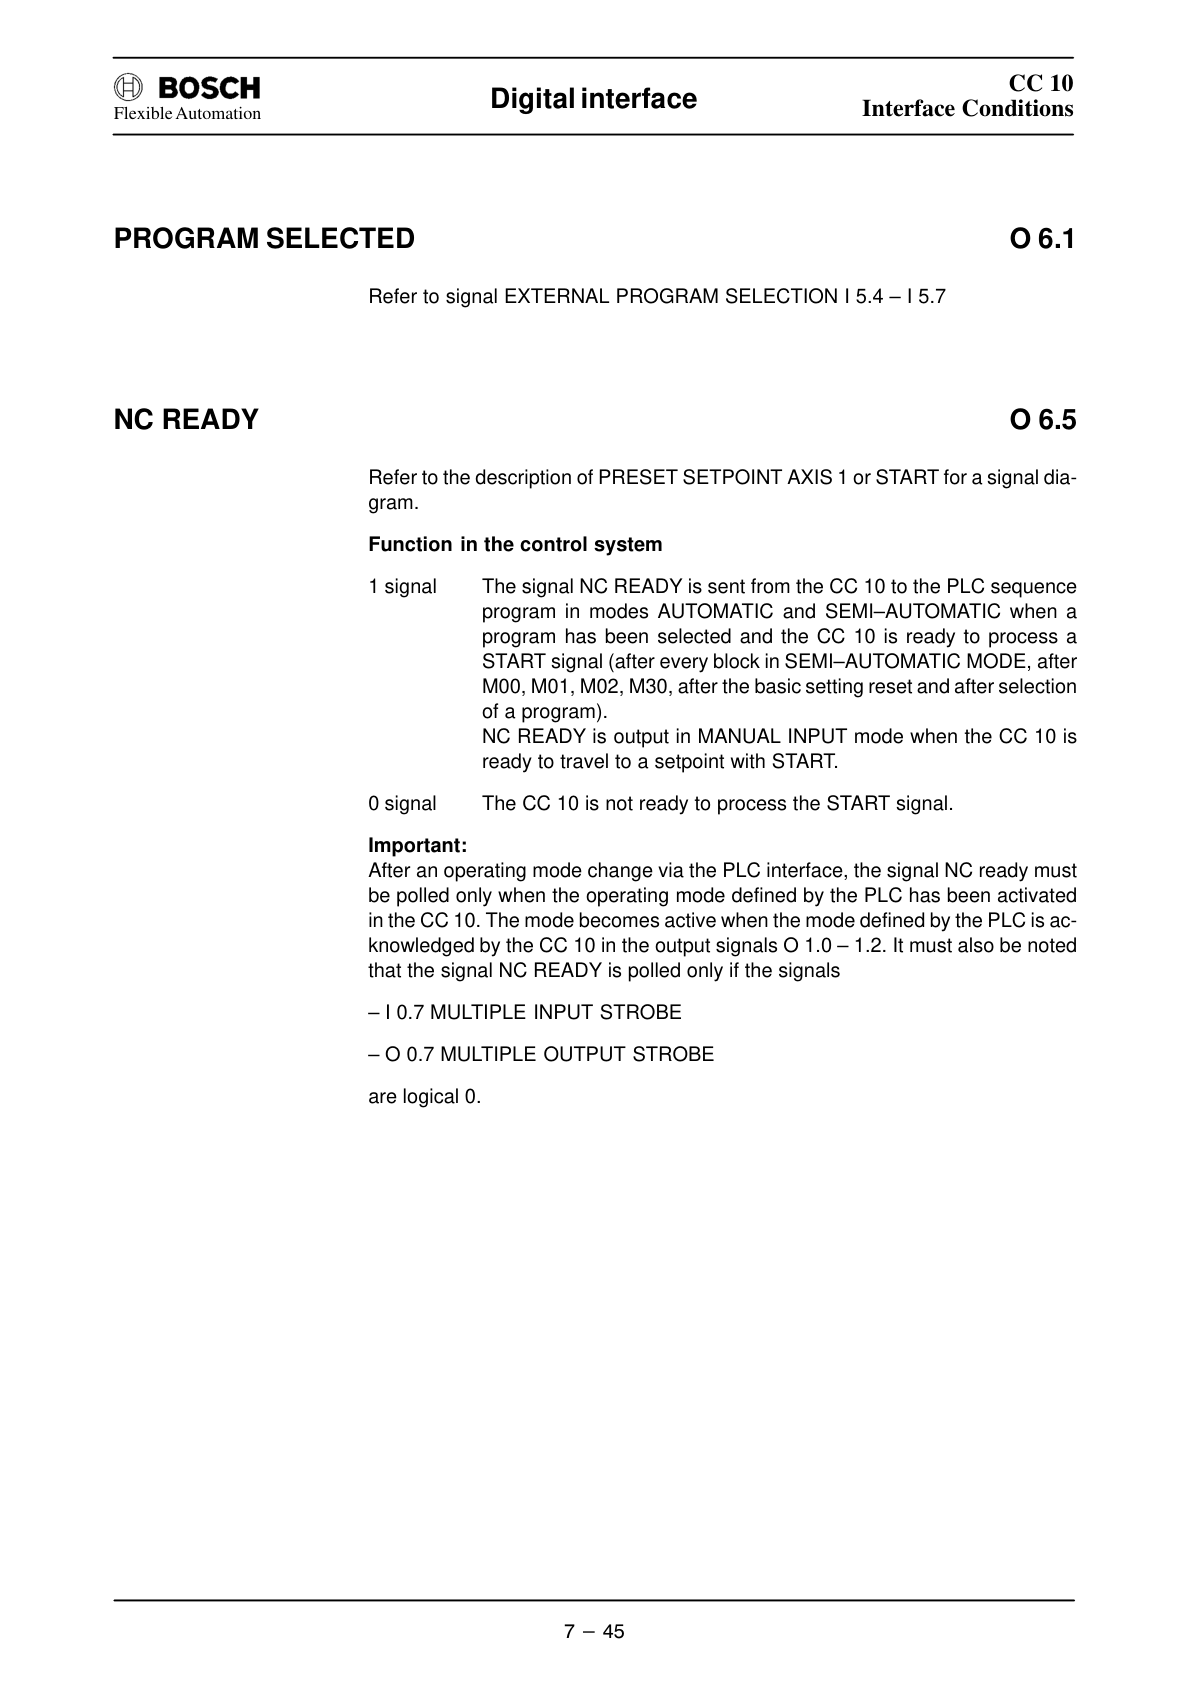 BOSCH
Flexible Automation
Digital interface
CC 10
Interface Conditions
PROGRAM SELECTED O 6.1
Refer to signal EXTERNAL PROGRAM SELECTION I 5.4 – I 5.7
NC READY O 6.5
Refer to the description of PRESET SETPOINT AXIS 1 or START for a signal dia-
gram.
Function in the control system
1 signal The signal NC READY is sent from the CC 10 to the PLC sequence
program in modes AUTOMATIC and SEMI–AUTOMATIC when a
program has been selected and the CC 10 is ready to process a
START signal (after every block in SEMI–AUTOMATIC MODE, after
M00, M01, M02, M30, after the basic setting reset and after selection
of a program).
NC READY is output in MANUAL INPUT mode when the CC 10 is
ready to travel to a setpoint with START.
0 signal The CC 10 is not ready to process the START signal.
Important:
After an operating mode change via the PLC interface, the signal NC ready must
be polled only when the operating mode defined by the PLC has been activated
in the CC 10. The mode becomes active when the mode defined by the PLC is ac-
knowledged by the CC 10 in the output signals O 1.0 – 1.2. It must also be noted
that the signal NC READY is polled only if the signals
– I 0.7 MULTIPLE INPUT STROBE
– O 0.7 MULTIPLE OUTPUT STROBE
are logical 0.
7 – 45